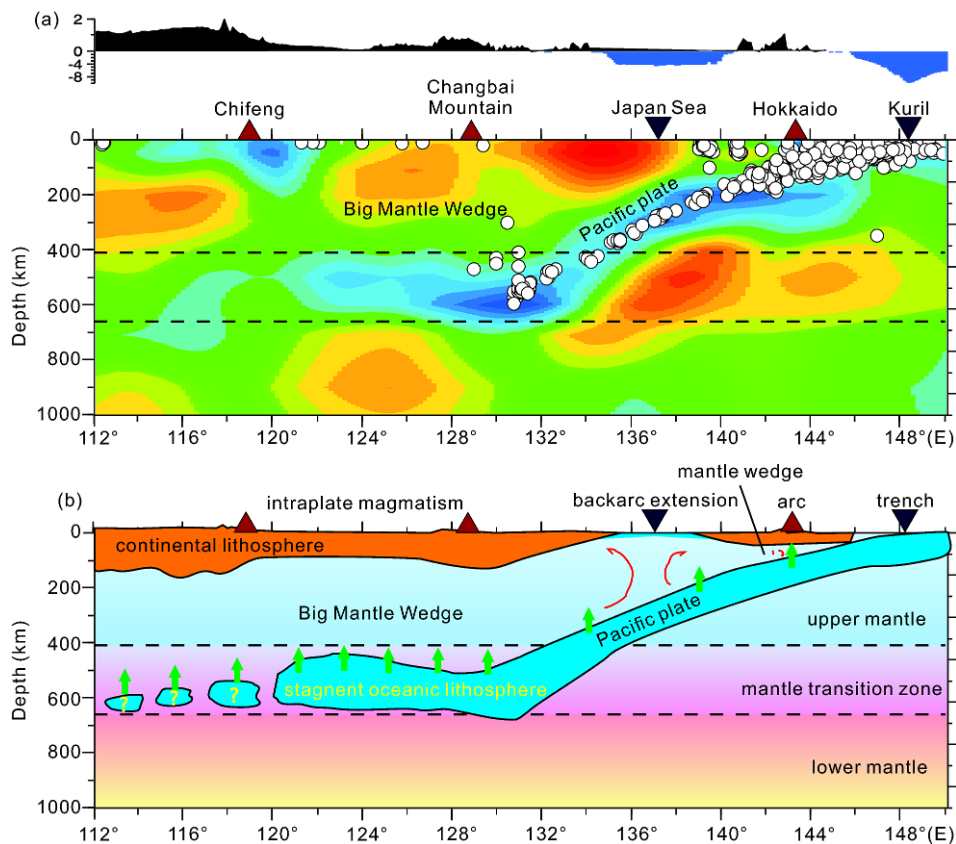 (a)
2
0
-4
-8
Changbai
Mountain
Chifeng
Japan Sea
Hokkaido
Kuril
0
200
400
600
800
1000
Depth (km)
Big Mantle Wedge
Pacific plate
112°
116°
120°
124°
128°
132°
136°
140°
144°
148°(E)
(b)
mantle wedge
intraplate magmatism
backarc extension
arc
trench
0
200
400
600
800
1000
Depth (km)
continental lithosphere
Big Mantle Wedge
Pacific plate
upper mantle
stagnent oceanic lithosphere
? ? ?
mantle transition zone
lower mantle
112°
116°
120°
124°
128°
132°
136°
140°
144°
148°(E)